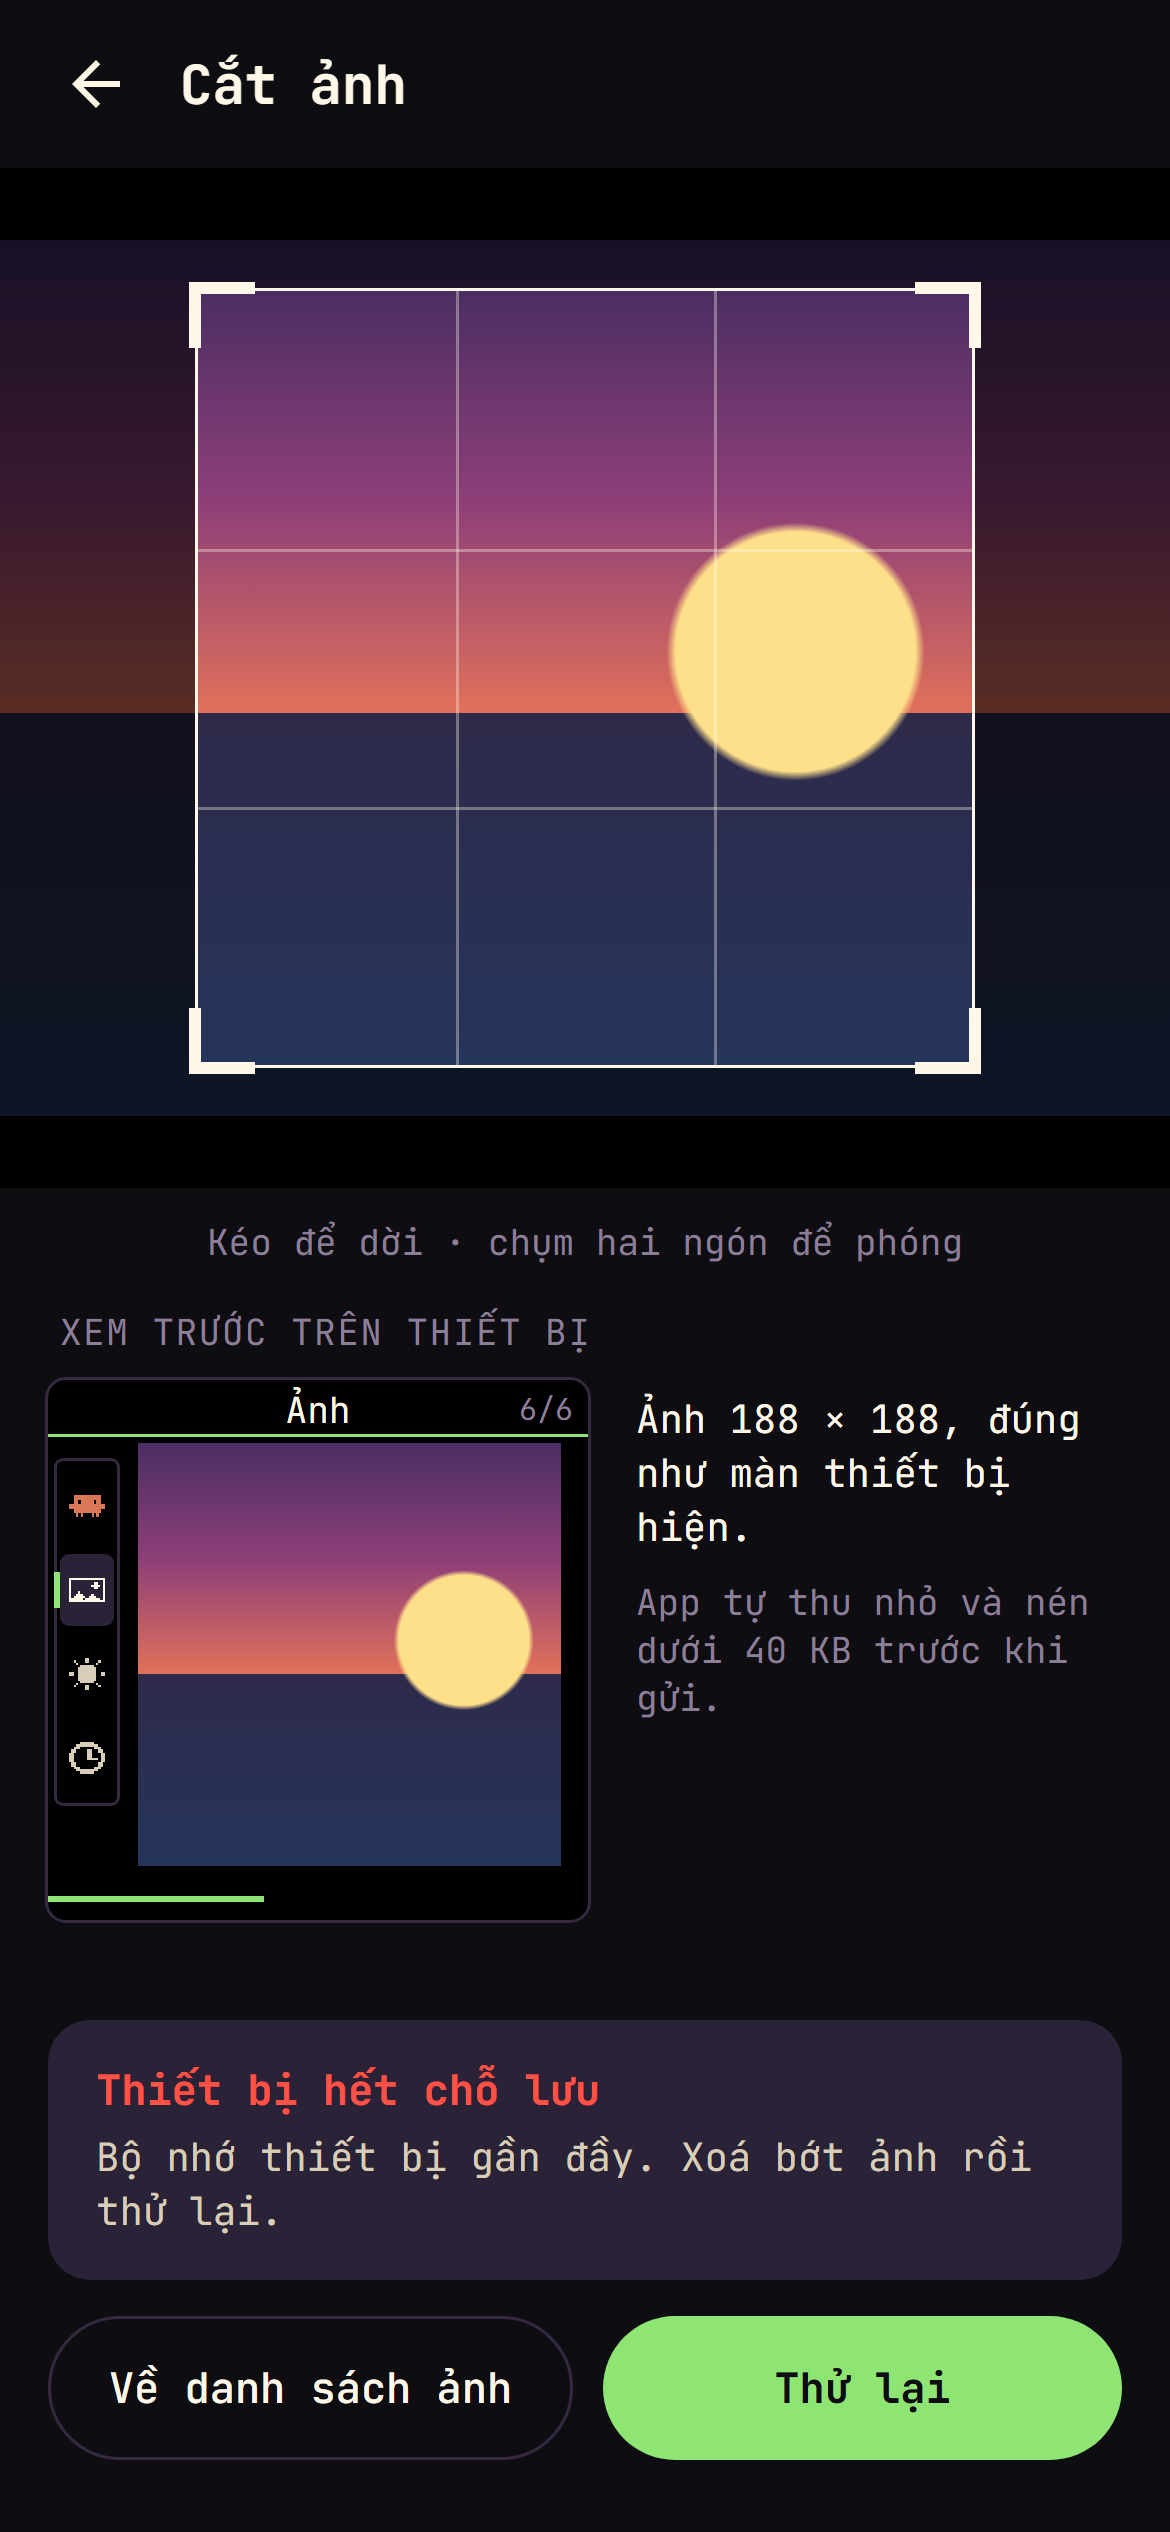 Cắt ảnh
Kéo để dời · chụm hai ngón để phóng
XEM TRƯỚC TRÊN THIẾT BỊ
Ảnh 6/6
Ảnh 188 × 188, đúng
như màn thiết bị
hiện.
App tự thu nhỏ và nén
dưới 40 KB trước khi
gửi.
Thiết bị hết chỗ lưu
Bộ nhớ thiết bị gần đầy. Xoá bớt ảnh rồi
thử lại.
Về danh sách ảnh
Thử lại